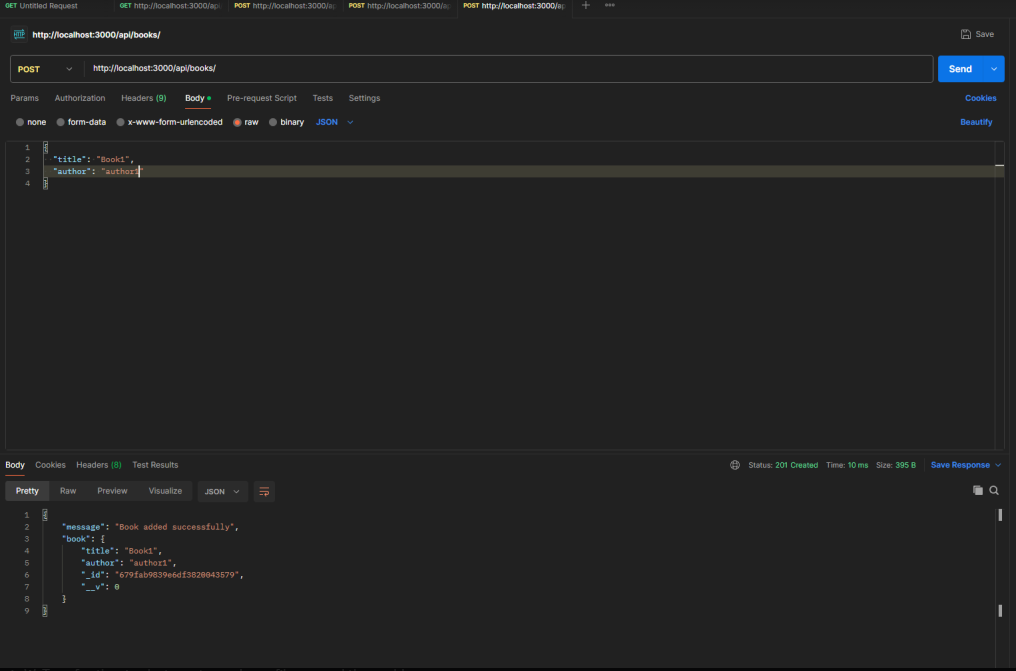 GET Untitled Request
GET http://localhost:3000/api
POST http://localhost:3000/ap
POST http://localhost:3000/ap
POST http://localhost:3000/ap
HTTP http://localhost:3000/api/books/
Save
POST
http://localhost:3000/api/books/
Send
Params Authorization Headers (9) Body Pre-request Script Tests Settings
Cookies
none form-data x-www-form-urlencoded raw binary JSON
Beautify
1 {
2 "title": "Book1",
3 "author": "author1"
4 }
Body Cookies Headers (8) Test Results
Status: 201 Created Time: 10 ms Size: 395 B Save Response
Pretty Raw Preview Visualize JSON
1 {
2 "message": "Book added successfully",
3 "book": {
4 "title": "Book1",
5 "author": "author1",
6 "_id": "679fab9839e6df3820043579",
7 "__v": 0
8 }
9 }